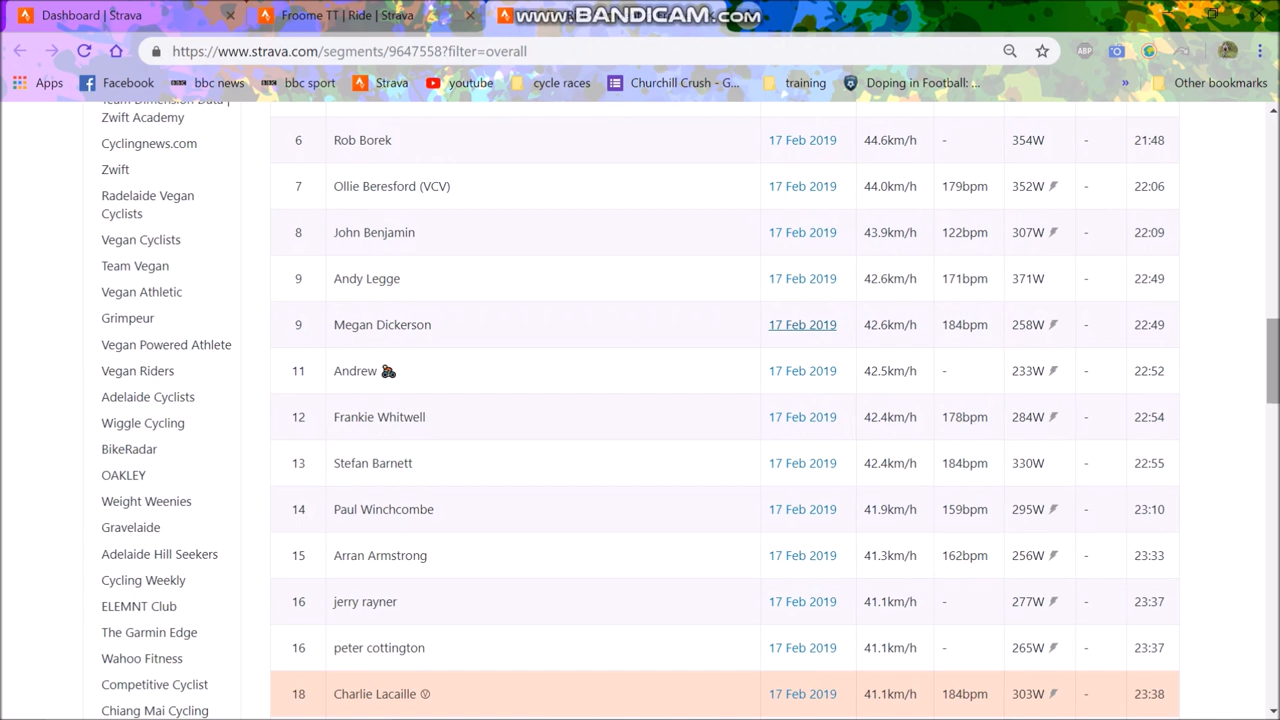 Dashboard | Strava
Froome TT | Ride | Strava
www.BANDICAM.com
https://www.strava.com/segments/9647558?filter=overall
ABP
Apps
Facebook
bbc news
bbc sport
Strava
youtube
cycle races
Churchill Crush - G...
training
Doping in Football: ...
»
Other bookmarks
Team Dimension Data |
Zwift Academy
Cyclingnews.com
Zwift
Radelaide Vegan
Cyclists
Vegan Cyclists
Team Vegan
Vegan Athletic
Grimpeur
Vegan Powered Athlete
Vegan Riders
Adelaide Cyclists
Wiggle Cycling
BikeRadar
OAKLEY
Weight Weenies
Gravelaide
Adelaide Hill Seekers
Cycling Weekly
ELEMNT Club
The Garmin Edge
Wahoo Fitness
Competitive Cyclist
Chiang Mai Cycling
6 Rob Borek 17 Feb 2019 44.6km/h - 354W - 21:48
7 Ollie Beresford (VCV) 17 Feb 2019 44.0km/h 179bpm 352W - 22:06
8 John Benjamin 17 Feb 2019 43.9km/h 122bpm 307W - 22:09
9 Andy Legge 17 Feb 2019 42.6km/h 171bpm 371W - 22:49
9 Megan Dickerson 17 Feb 2019 42.6km/h 184bpm 258W - 22:49
11 Andrew 17 Feb 2019 42.5km/h - 233W - 22:52
12 Frankie Whitwell 17 Feb 2019 42.4km/h 178bpm 284W - 22:54
13 Stefan Barnett 17 Feb 2019 42.4km/h 184bpm 330W - 22:55
14 Paul Winchcombe 17 Feb 2019 41.9km/h 159bpm 295W - 23:10
15 Arran Armstrong 17 Feb 2019 41.3km/h 162bpm 256W - 23:33
16 jerry rayner 17 Feb 2019 41.1km/h - 277W - 23:37
16 peter cottington 17 Feb 2019 41.1km/h - 265W - 23:37
18 Charlie Lacaille Ⓥ 17 Feb 2019 41.1km/h 184bpm 303W - 23:38